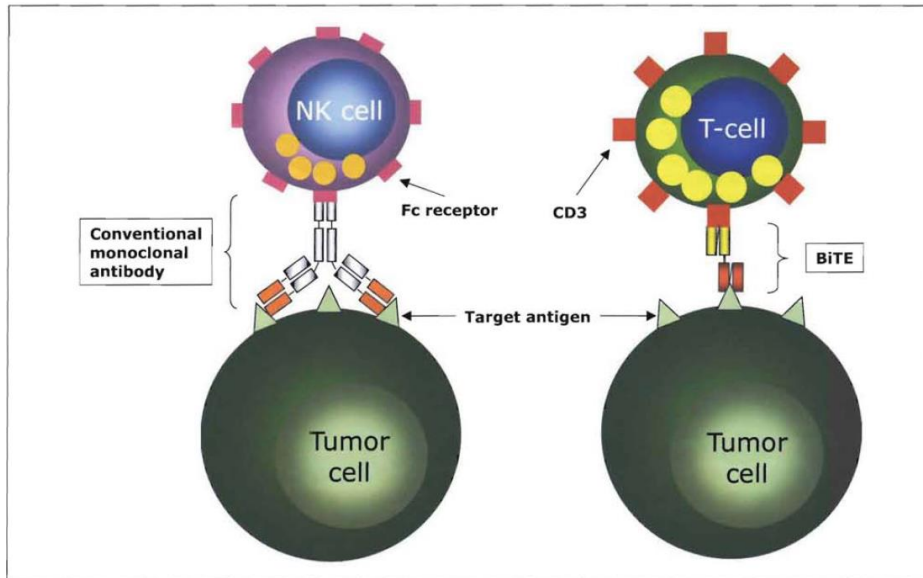 NK cell
T-cell
Fc receptor
CD3
Conventional
monoclonal
antibody
BiTE
Target antigen
Tumor
cell
Tumor
cell